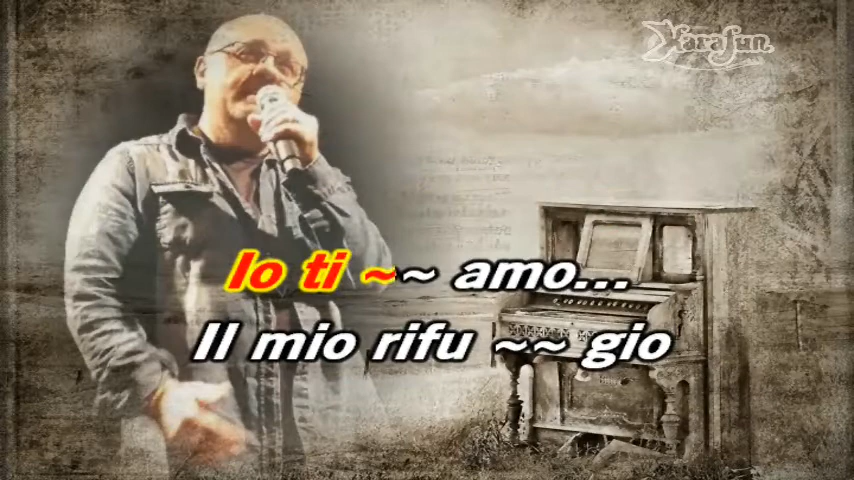 KaraFun
Io ti ~~ amo...
Il mio rifu ~~ gio